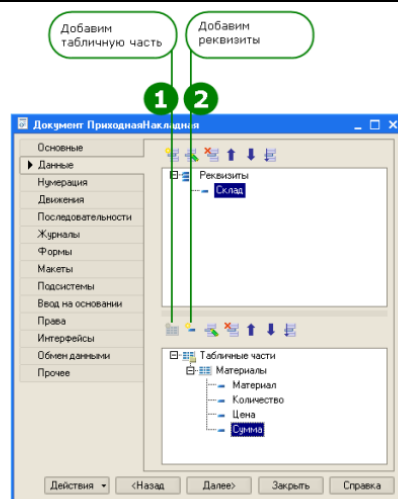 Добавим
табличную часть
Добавим
реквизиты
1 2
Документ ПриходнаяНакладная
Основные
Данные
Нумерация
Движения
Последовательности
Журналы
Формы
Макеты
Подсистемы
Ввод на основании
Права
Интерфейсы
Обмен данными
Прочее
Реквизиты
Склад
Табличные части
Материалы
Материал
Количество
Цена
Сумма
Действия <Назад Далее> Закрыть Справка